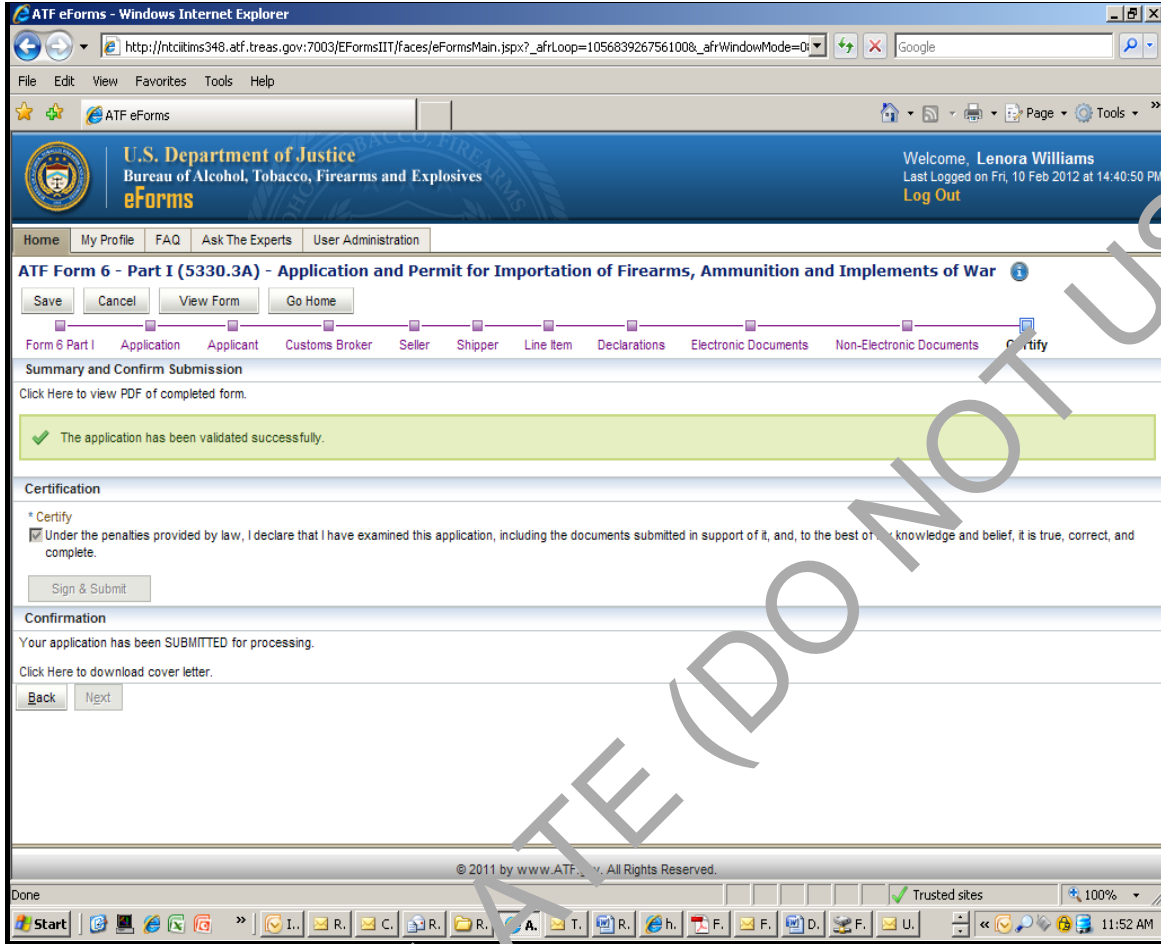 ATF eForms - Windows Internet Explorer
http://ntciitims348.atf.treas.gov:7003/EFormsIIT/faces/eFormsMain.jspx?_afrLoop=1056839267561008&_afrWindowMode=0
Google
File Edit View Favorites Tools Help
ATF eForms
Page Tools
U.S. Department of Justice
Bureau of Alcohol, Tobacco, Firearms and Explosives
eForms
Welcome, Lenora Williams
Last Logged on Fri, 10 Feb 2012 at 14:40:50 PM
Log Out
Home My Profile FAQ Ask The Experts User Administration
ATF Form 6 - Part I (5330.3A) - Application and Permit for Importation of Firearms, Ammunition and Implements of War
Save Cancel View Form Go Home
Form 6 Part I Application Applicant Customs Broker Seller Shipper Line Item Declarations Electronic Documents Non-Electronic Documents Certify
Summary and Confirm Submission
Click Here to view PDF of completed form.
The application has been validated successfully.
Certification
* Certify
Under the penalties provided by law, I declare that I have examined this application, including the documents submitted in support of it, and, to the best of my knowledge and belief, it is true, correct, and
complete.
Sign & Submit
Confirmation
Your application has been SUBMITTED for processing.
Click Here to download cover letter.
Back Next
© 2011 by www.ATF.gov. All Rights Reserved.
Done Trusted sites 100%
Start I.. R. C. R. R. A. T. R. h. F. F. D. F. U. 11:52 AM
ATE (DO NOT US